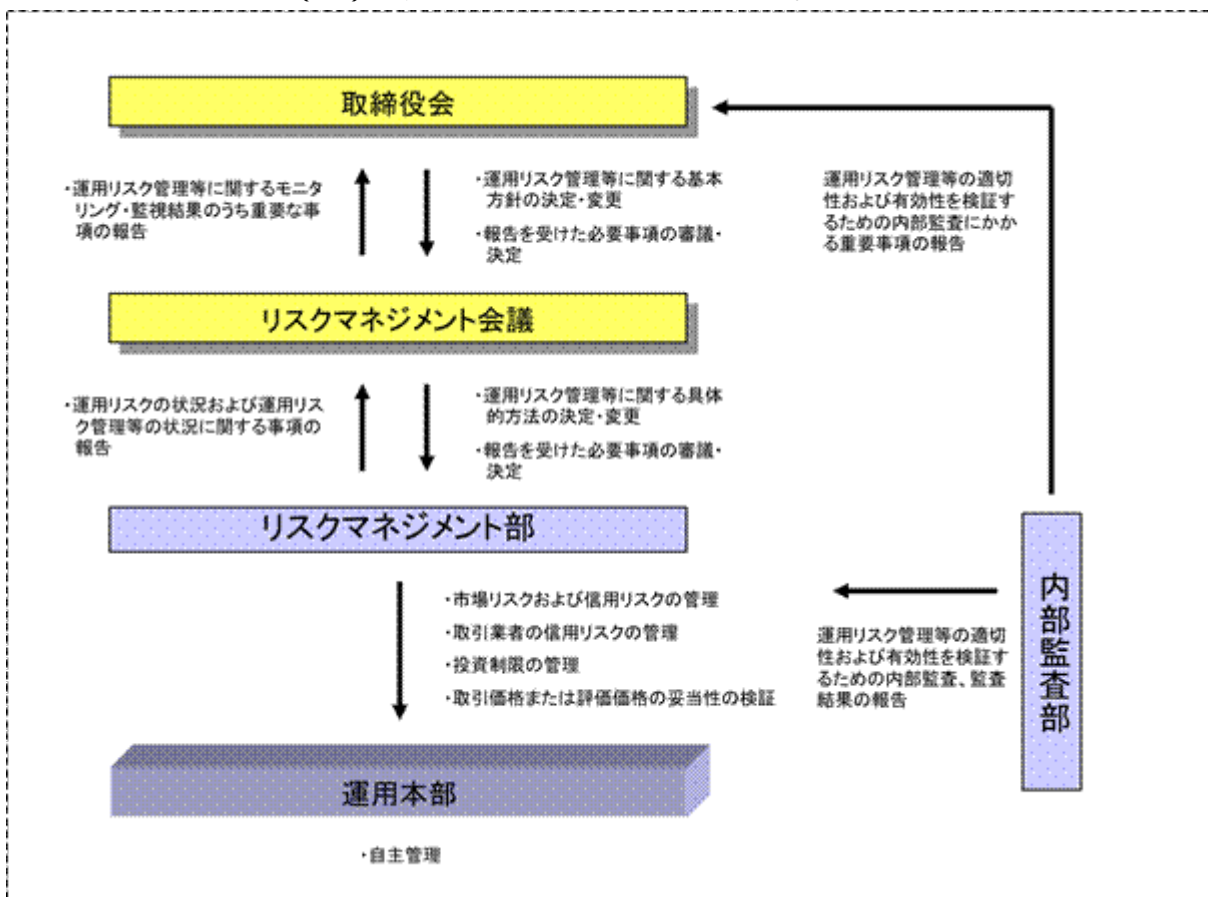 取締役会
・運用リスク管理等に関するモニ
タリング・監視結果のうち重要な事
項の報告
・運用リスク管理等に関する基本
方針の決定・変更
・報告を受けた必要事項の審議・
決定
運用リスク管理等の適切
性および有効性を検証す
るための内部監査にかか
る重要事項の報告
リスクマネジメント会議
・運用リスクの状況および運用リス
ク管理等の状況に関する事項の
報告
・運用リスク管理等に関する具体
的方法の決定・変更
・報告を受けた必要事項の審議・
決定
リスクマネジメント部
・市場リスクおよび信用リスクの管理
・取引業者の信用リスクの管理
・投資制限の管理
・取引価格または評価価格の妥当性の検証
運用リスク管理等の適切
性および有効性を検証す
るための内部監査、監査
結果の報告
内部監査部
運用本部
・自主管理